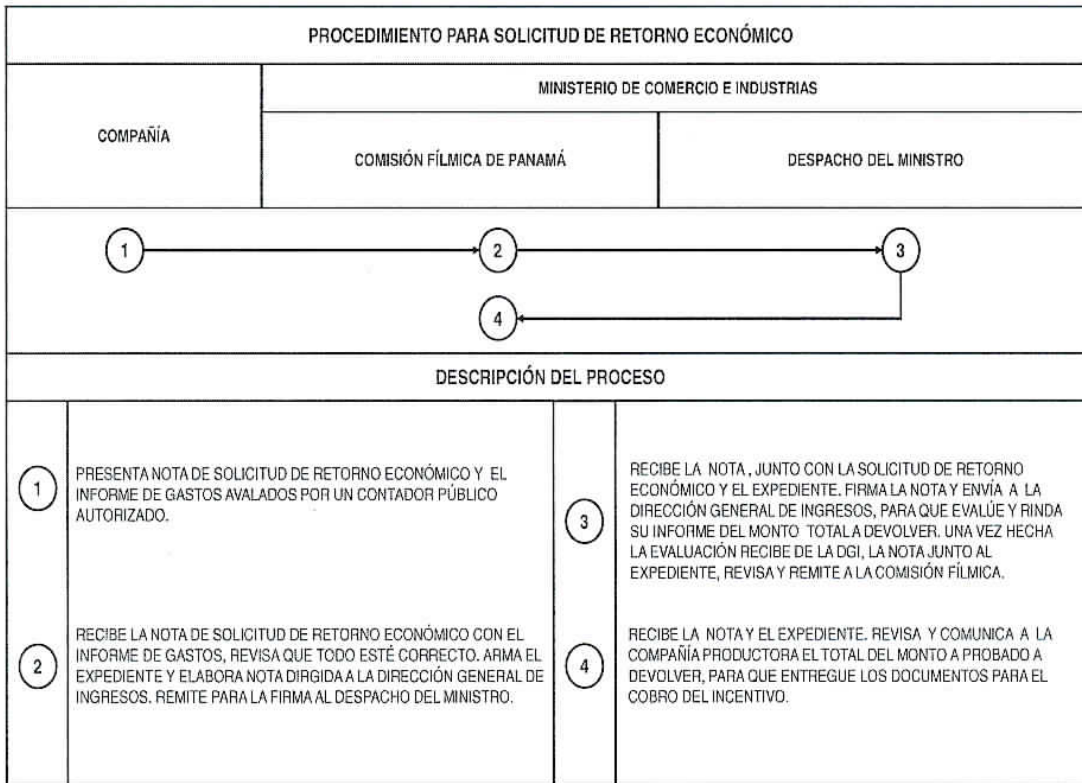 PROCEDIMIENTO PARA SOLICITUD DE RETORNO ECONÓMICO
COMPAÑÍA
MINISTERIO DE COMERCIO E INDUSTRIAS
COMISIÓN FÍLMICA DE PANAMÁ
DESPACHO DEL MINISTRO
1
2
3
4
DESCRIPCIÓN DEL PROCESO
1
PRESENTA NOTA DE SOLICITUD DE RETORNO ECONÓMICO Y EL
INFORME DE GASTOS AVALADOS POR UN CONTADOR PÚBLICO
AUTORIZADO.
2
RECIBE LA NOTA DE SOLICITUD DE RETORNO ECONÓMICO CON EL
INFORME DE GASTOS, REVISA QUE TODO ESTÉ CORRECTO. ARMA EL
EXPEDIENTE Y ELABORA NOTA DIRGIDA A LA DIRECCIÓN GENERAL DE
INGRESOS. REMITE PARA LA FIRMA AL DESPACHO DEL MINISTRO.
3
RECIBE LA NOTA, JUNTO CON LA SOLICITUD DE RETORNO
ECONÓMICO Y EL EXPEDIENTE. FIRMA LA NOTA Y ENVÍA A LA
DIRECCIÓN GENERAL DE INGRESOS, PARA QUE EVALÚE Y RINDA
SU INFORME DEL MONTO TOTAL A DEVOLVER. UNA VEZ HECHA
LA EVALUACIÓN RECIBE DE LA DGI, LA NOTA JUNTO AL
EXPEDIENTE, REVISA Y REMITE A LA COMISIÓN FÍLMICA.
4
RECIBE LA NOTA Y EL EXPEDIENTE. REVISA Y COMUNICA A LA
COMPAÑÍA PRODUCTORA EL TOTAL DEL MONTO A PROBADO A
DEVOLVER, PARA QUE ENTREGUE LOS DOCUMENTOS PARA EL
COBRO DEL INCENTIVO.